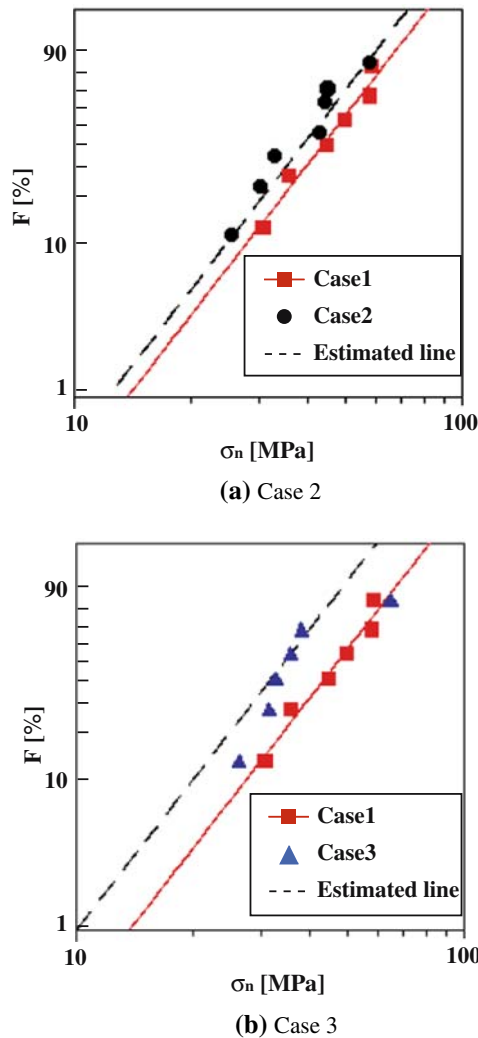 90
10
1
F [%]
Case1
Case2
Estimated line
10
100
σn [MPa]
(a) Case 2
90
10
1
F [%]
Case1
Case3
Estimated line
10
100
σn [MPa]
(b) Case 3